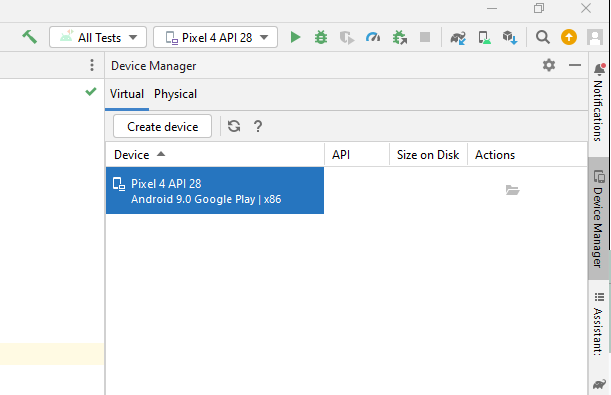 All Tests
Pixel 4 API 28
Device Manager
Virtual Physical
Create device
?
Device API Size on Disk Actions
Pixel 4 API 28
Android 9.0 Google Play | x86
Notifications
Device Manager
Assistant: